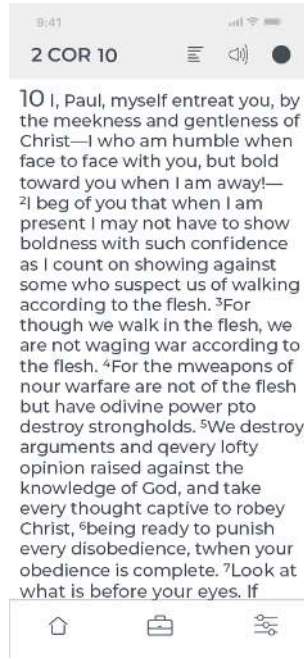 9:41
2 COR 10
10 I, Paul, myself entreat you, by
the meekness and gentleness of
Christ—I who am humble when
face to face with you, but bold
toward you when I am away!—
²I beg of you that when I am
present I may not have to show
boldness with such confidence
as I count on showing against
some who suspect us of walking
according to the flesh. ³For
though we walk in the flesh, we
are not waging war according to
the flesh. ⁴For the mweapons of
nour warfare are not of the flesh
but have odivine power pto
destroy strongholds. ⁵We destroy
arguments and qevery lofty
opinion raised against the
knowledge of God, and take
every thought captive to robey
Christ, ⁶being ready to punish
every disobedience, twhen your
obedience is complete. ⁷Look at
what is before your eyes. If